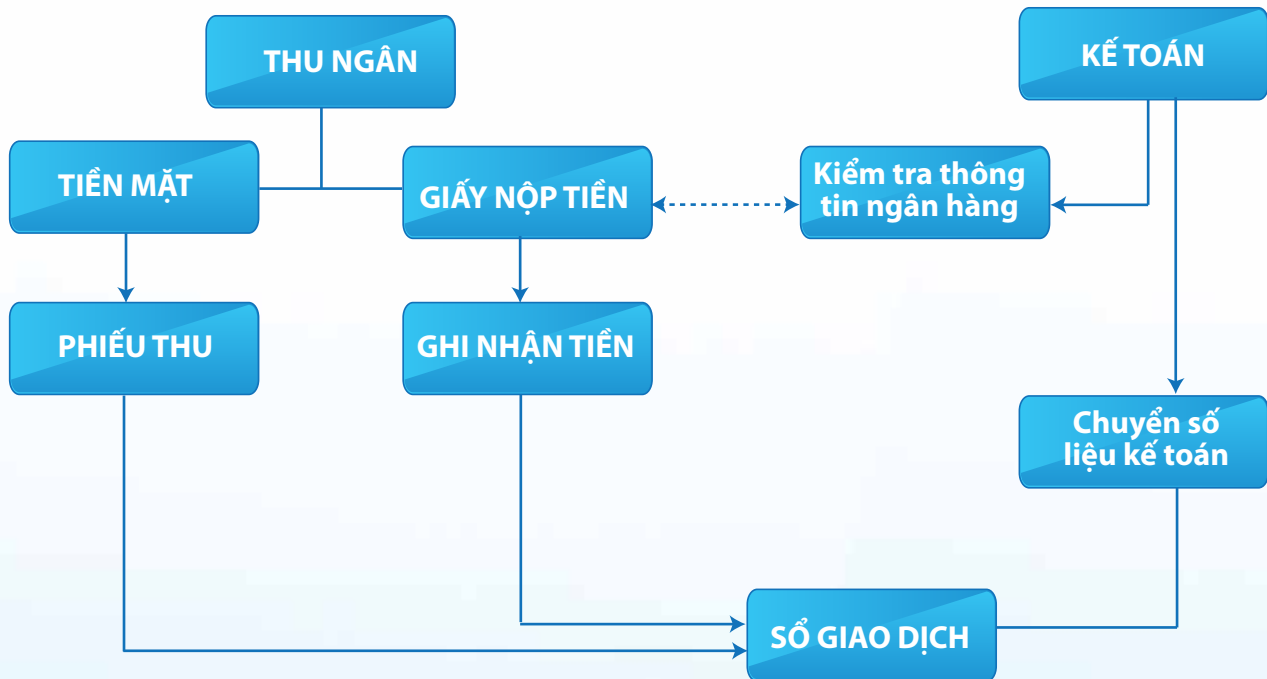 THU NGÂN
KẾ TOÁN
TIỀN MẶT
GIẤY NỘP TIỀN
Kiểm tra thông
tin ngân hàng
PHIẾU THU
GHI NHẬN TIỀN
Chuyển số
liệu kế toán
SỔ GIAO DỊCH